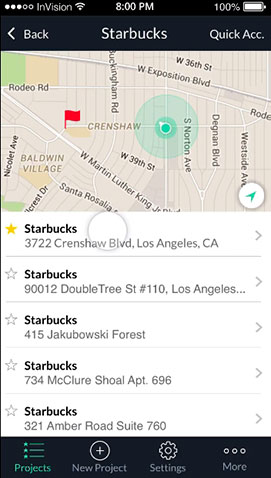 InVision 8:00 PM 100%
Back Starbucks Quick Acc.
W 36th St
W Exposition Blvd
Buckingham Rd
Rodeo Rd
Rodeo
CRENSHAW
S Norton Ave
Degnan Blvd
Westside Ave
Nicolet Ave
W 39th St
BALDWIN
VILLAGE
W Martin Luther King Jr Blvd
Santa Rosalia
Starbucks
3722 Crenshaw Blvd, Los Angeles, CA
Starbucks
90012 DoubleTree St #110, Los Angeles...
Starbucks
415 Jakubowski Forest
Starbucks
734 McClure Shoal Apt. 696
Starbucks
321 Amber Road Suite 760
Projects New Project Settings More